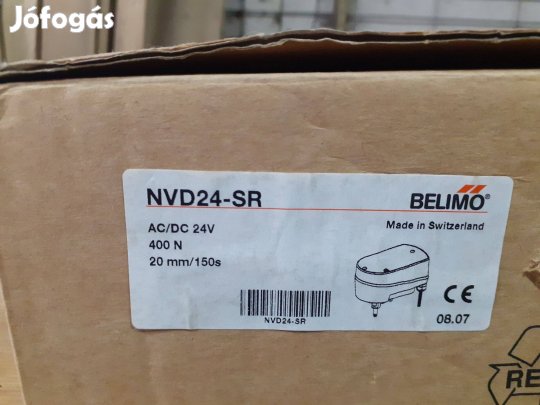 Jófogás
NVD24-SR
BELIMO®
AC/DC 24V
Made in Switzerland
400 N
20 mm/150s
NVD24-SR
CE
08.07
RE